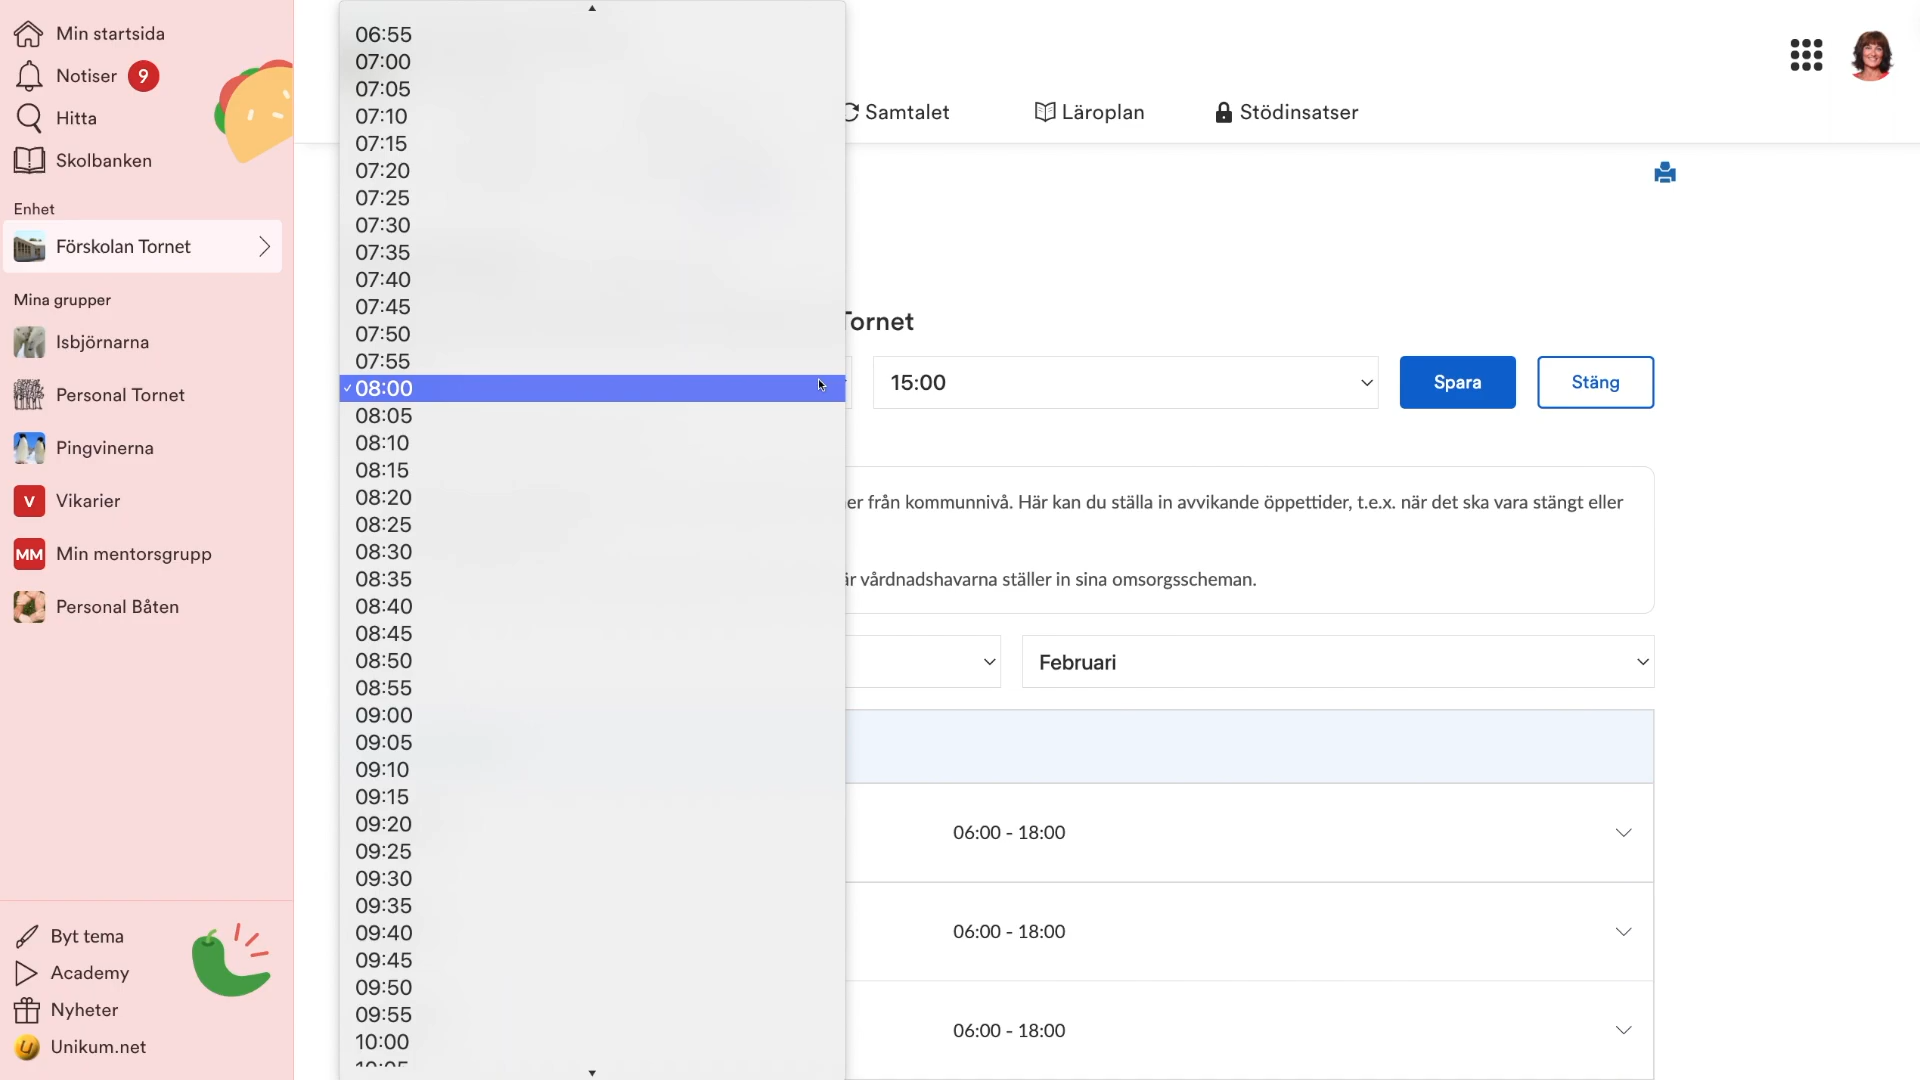 Min startsida
Notiser 9
Hitta
Skolbanken
Enhet
Förskolan Tornet
Mina grupper
Isbjörnarna
Personal Tornet
Pingvinerna
V Vikarier
MM Min mentorsgrupp
Personal Båten
Byt tema
Academy
Nyheter
Unikum.net
06:55
07:00
07:05
07:10
07:15
07:20
07:25
07:30
07:35
07:40
07:45
07:50
07:55
08:00
08:05
08:10
08:15
08:20
08:25
08:30
08:35
08:40
08:45
08:50
08:55
09:00
09:05
09:10
09:15
09:20
09:25
09:30
09:35
09:40
09:45
09:50
09:55
10:00
10:05
Samtalet
Läroplan
Stödinsatser
Tornet
15:00
Spara
Stäng
er från kommunnivå. Här kan du ställa in avvikande öppettider, t.ex. när det ska vara stängt eller
är vårdnadshavarna ställer in sina omsorgsscheman.
Februari
06:00 - 18:00
06:00 - 18:00
06:00 - 18:00